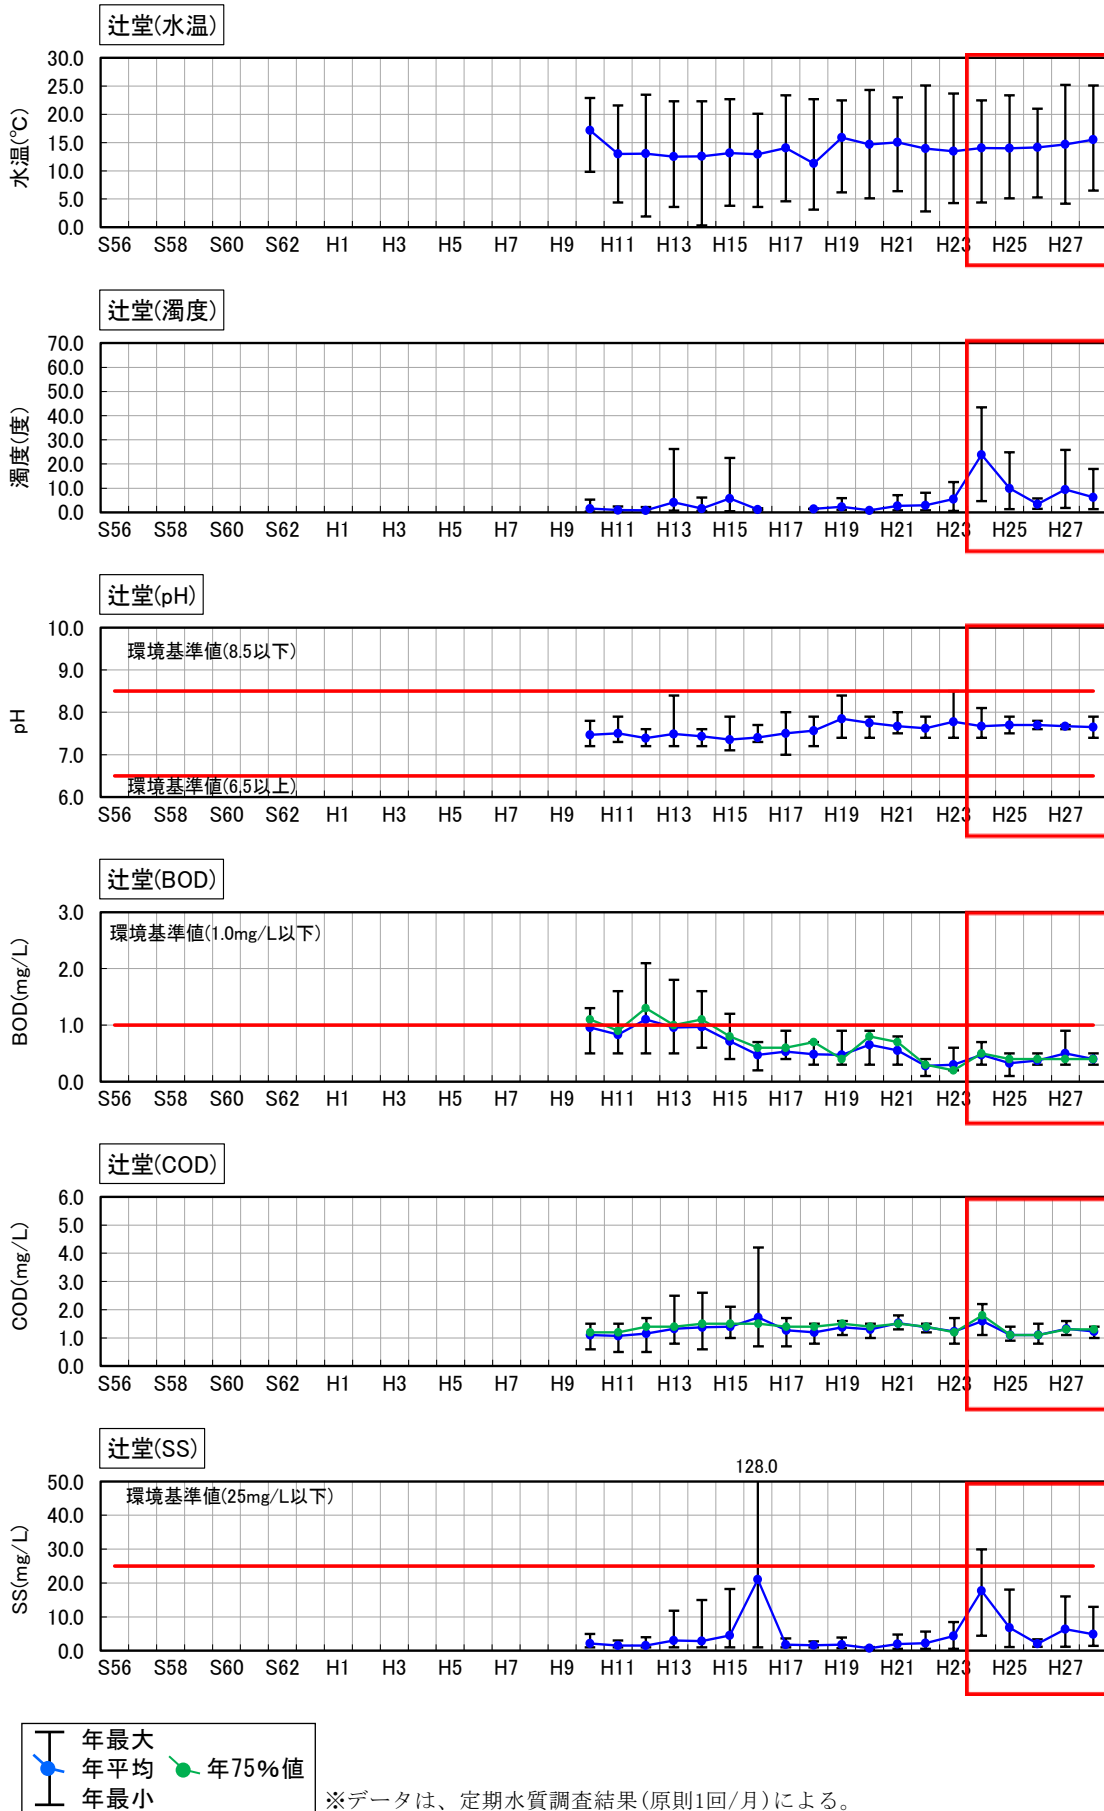 辻堂(水温)
30.0
25.0
20.0
15.0
10.0
5.0
0.0
水温(℃)
S56 S58 S60 S62 H1 H3 H5 H7 H9 H11 H13 H15 H17 H19 H21 H23 H25 H27
辻堂(濁度)
70.0
60.0
50.0
40.0
30.0
20.0
10.0
0.0
濁度(度)
S56 S58 S60 S62 H1 H3 H5 H7 H9 H11 H13 H15 H17 H19 H21 H23 H25 H27
辻堂(pH)
10.0
9.0
8.0
7.0
6.0
pH
環境基準値(8.5以下)
環境基準値(6.5以上)
S56 S58 S60 S62 H1 H3 H5 H7 H9 H11 H13 H15 H17 H19 H21 H23 H25 H27
辻堂(BOD)
3.0
2.0
1.0
0.0
BOD(mg/L)
環境基準値(1.0mg/L以下)
S56 S58 S60 S62 H1 H3 H5 H7 H9 H11 H13 H15 H17 H19 H21 H23 H25 H27
辻堂(COD)
6.0
5.0
4.0
3.0
2.0
1.0
0.0
COD(mg/L)
S56 S58 S60 S62 H1 H3 H5 H7 H9 H11 H13 H15 H17 H19 H21 H23 H25 H27
辻堂(SS)
128.0
50.0
40.0
30.0
20.0
10.0
0.0
SS(mg/L)
環境基準値(25mg/L以下)
S56 S58 S60 S62 H1 H3 H5 H7 H9 H11 H13 H15 H17 H19 H21 H23 H25 H27
年最大
年平均 年75%値
年最小
※データは、定期水質調査結果(原則1回/月)による。